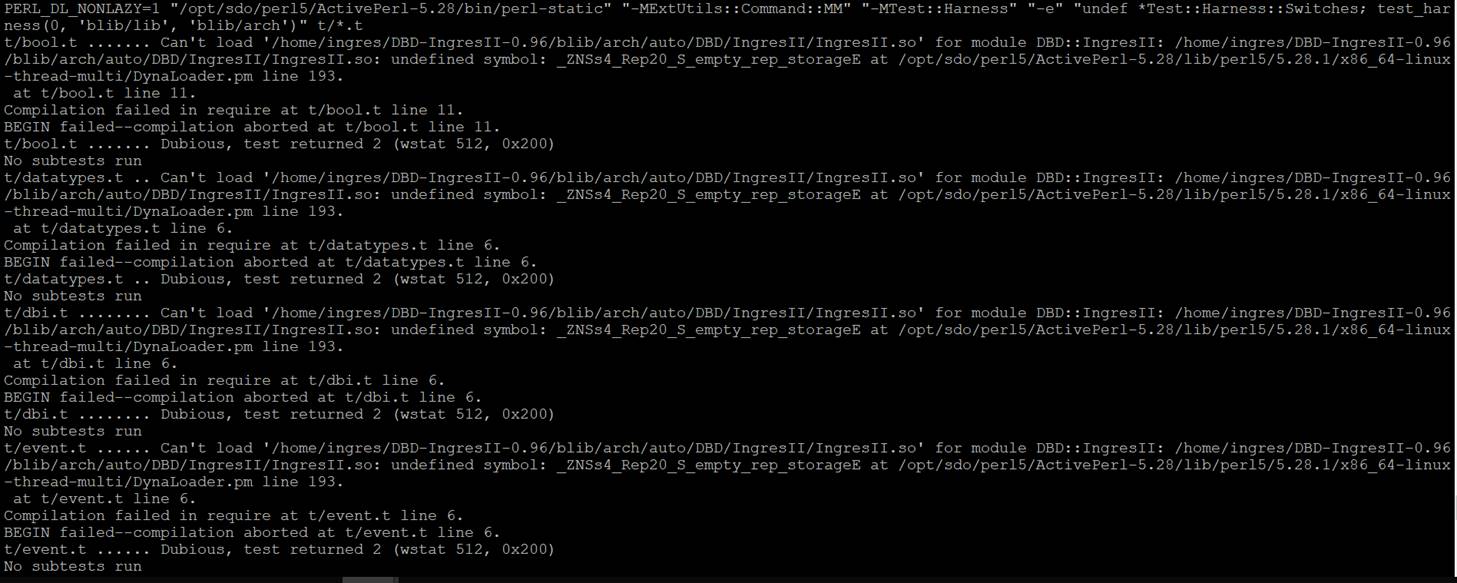 PERL_DL_NONLAZY=1 "/opt/sdo/perl5/ActivePerl-5.28/bin/perl-static" "-MExtUtils::Command::MM" "-MTest::Harness" "-e" "undef *Test::Harness::Switches; test_har
ness(0, 'blib/lib', 'blib/arch')" t/*.t
t/bool.t ....... Can't load '/home/ingres/DBD-IngresII-0.96/blib/arch/auto/DBD/IngresII/IngresII.so' for module DBD::IngresII: /home/ingres/DBD-IngresII-0.96
/blib/arch/auto/DBD/IngresII/IngresII.so: undefined symbol: _ZNSs4_Rep20_S_empty_rep_storageE at /opt/sdo/perl5/ActivePerl-5.28/lib/perl5/5.28.1/x86_64-linux
-thread-multi/DynaLoader.pm line 193.
 at t/bool.t line 11.
Compilation failed in require at t/bool.t line 11.
BEGIN failed--compilation aborted at t/bool.t line 11.
t/bool.t ....... Dubious, test returned 2 (wstat 512, 0x200)
No subtests run
t/datatypes.t .. Can't load '/home/ingres/DBD-IngresII-0.96/blib/arch/auto/DBD/IngresII/IngresII.so' for module DBD::IngresII: /home/ingres/DBD-IngresII-0.96
/blib/arch/auto/DBD/IngresII/IngresII.so: undefined symbol: _ZNSs4_Rep20_S_empty_rep_storageE at /opt/sdo/perl5/ActivePerl-5.28/lib/perl5/5.28.1/x86_64-linux
-thread-multi/DynaLoader.pm line 193.
 at t/datatypes.t line 6.
Compilation failed in require at t/datatypes.t line 6.
BEGIN failed--compilation aborted at t/datatypes.t line 6.
t/datatypes.t .. Dubious, test returned 2 (wstat 512, 0x200)
No subtests run
t/dbi.t ........ Can't load '/home/ingres/DBD-IngresII-0.96/blib/arch/auto/DBD/IngresII/IngresII.so' for module DBD::IngresII: /home/ingres/DBD-IngresII-0.96
/blib/arch/auto/DBD/IngresII/IngresII.so: undefined symbol: _ZNSs4_Rep20_S_empty_rep_storageE at /opt/sdo/perl5/ActivePerl-5.28/lib/perl5/5.28.1/x86_64-linux
-thread-multi/DynaLoader.pm line 193.
 at t/dbi.t line 6.
Compilation failed in require at t/dbi.t line 6.
BEGIN failed--compilation aborted at t/dbi.t line 6.
t/dbi.t ........ Dubious, test returned 2 (wstat 512, 0x200)
No subtests run
t/event.t ...... Can't load '/home/ingres/DBD-IngresII-0.96/blib/arch/auto/DBD/IngresII/IngresII.so' for module DBD::IngresII: /home/ingres/DBD-IngresII-0.96
/blib/arch/auto/DBD/IngresII/IngresII.so: undefined symbol: _ZNSs4_Rep20_S_empty_rep_storageE at /opt/sdo/perl5/ActivePerl-5.28/lib/perl5/5.28.1/x86_64-linux
-thread-multi/DynaLoader.pm line 193.
 at t/event.t line 6.
Compilation failed in require at t/event.t line 6.
BEGIN failed--compilation aborted at t/event.t line 6.
t/event.t ...... Dubious, test returned 2 (wstat 512, 0x200)
No subtests run